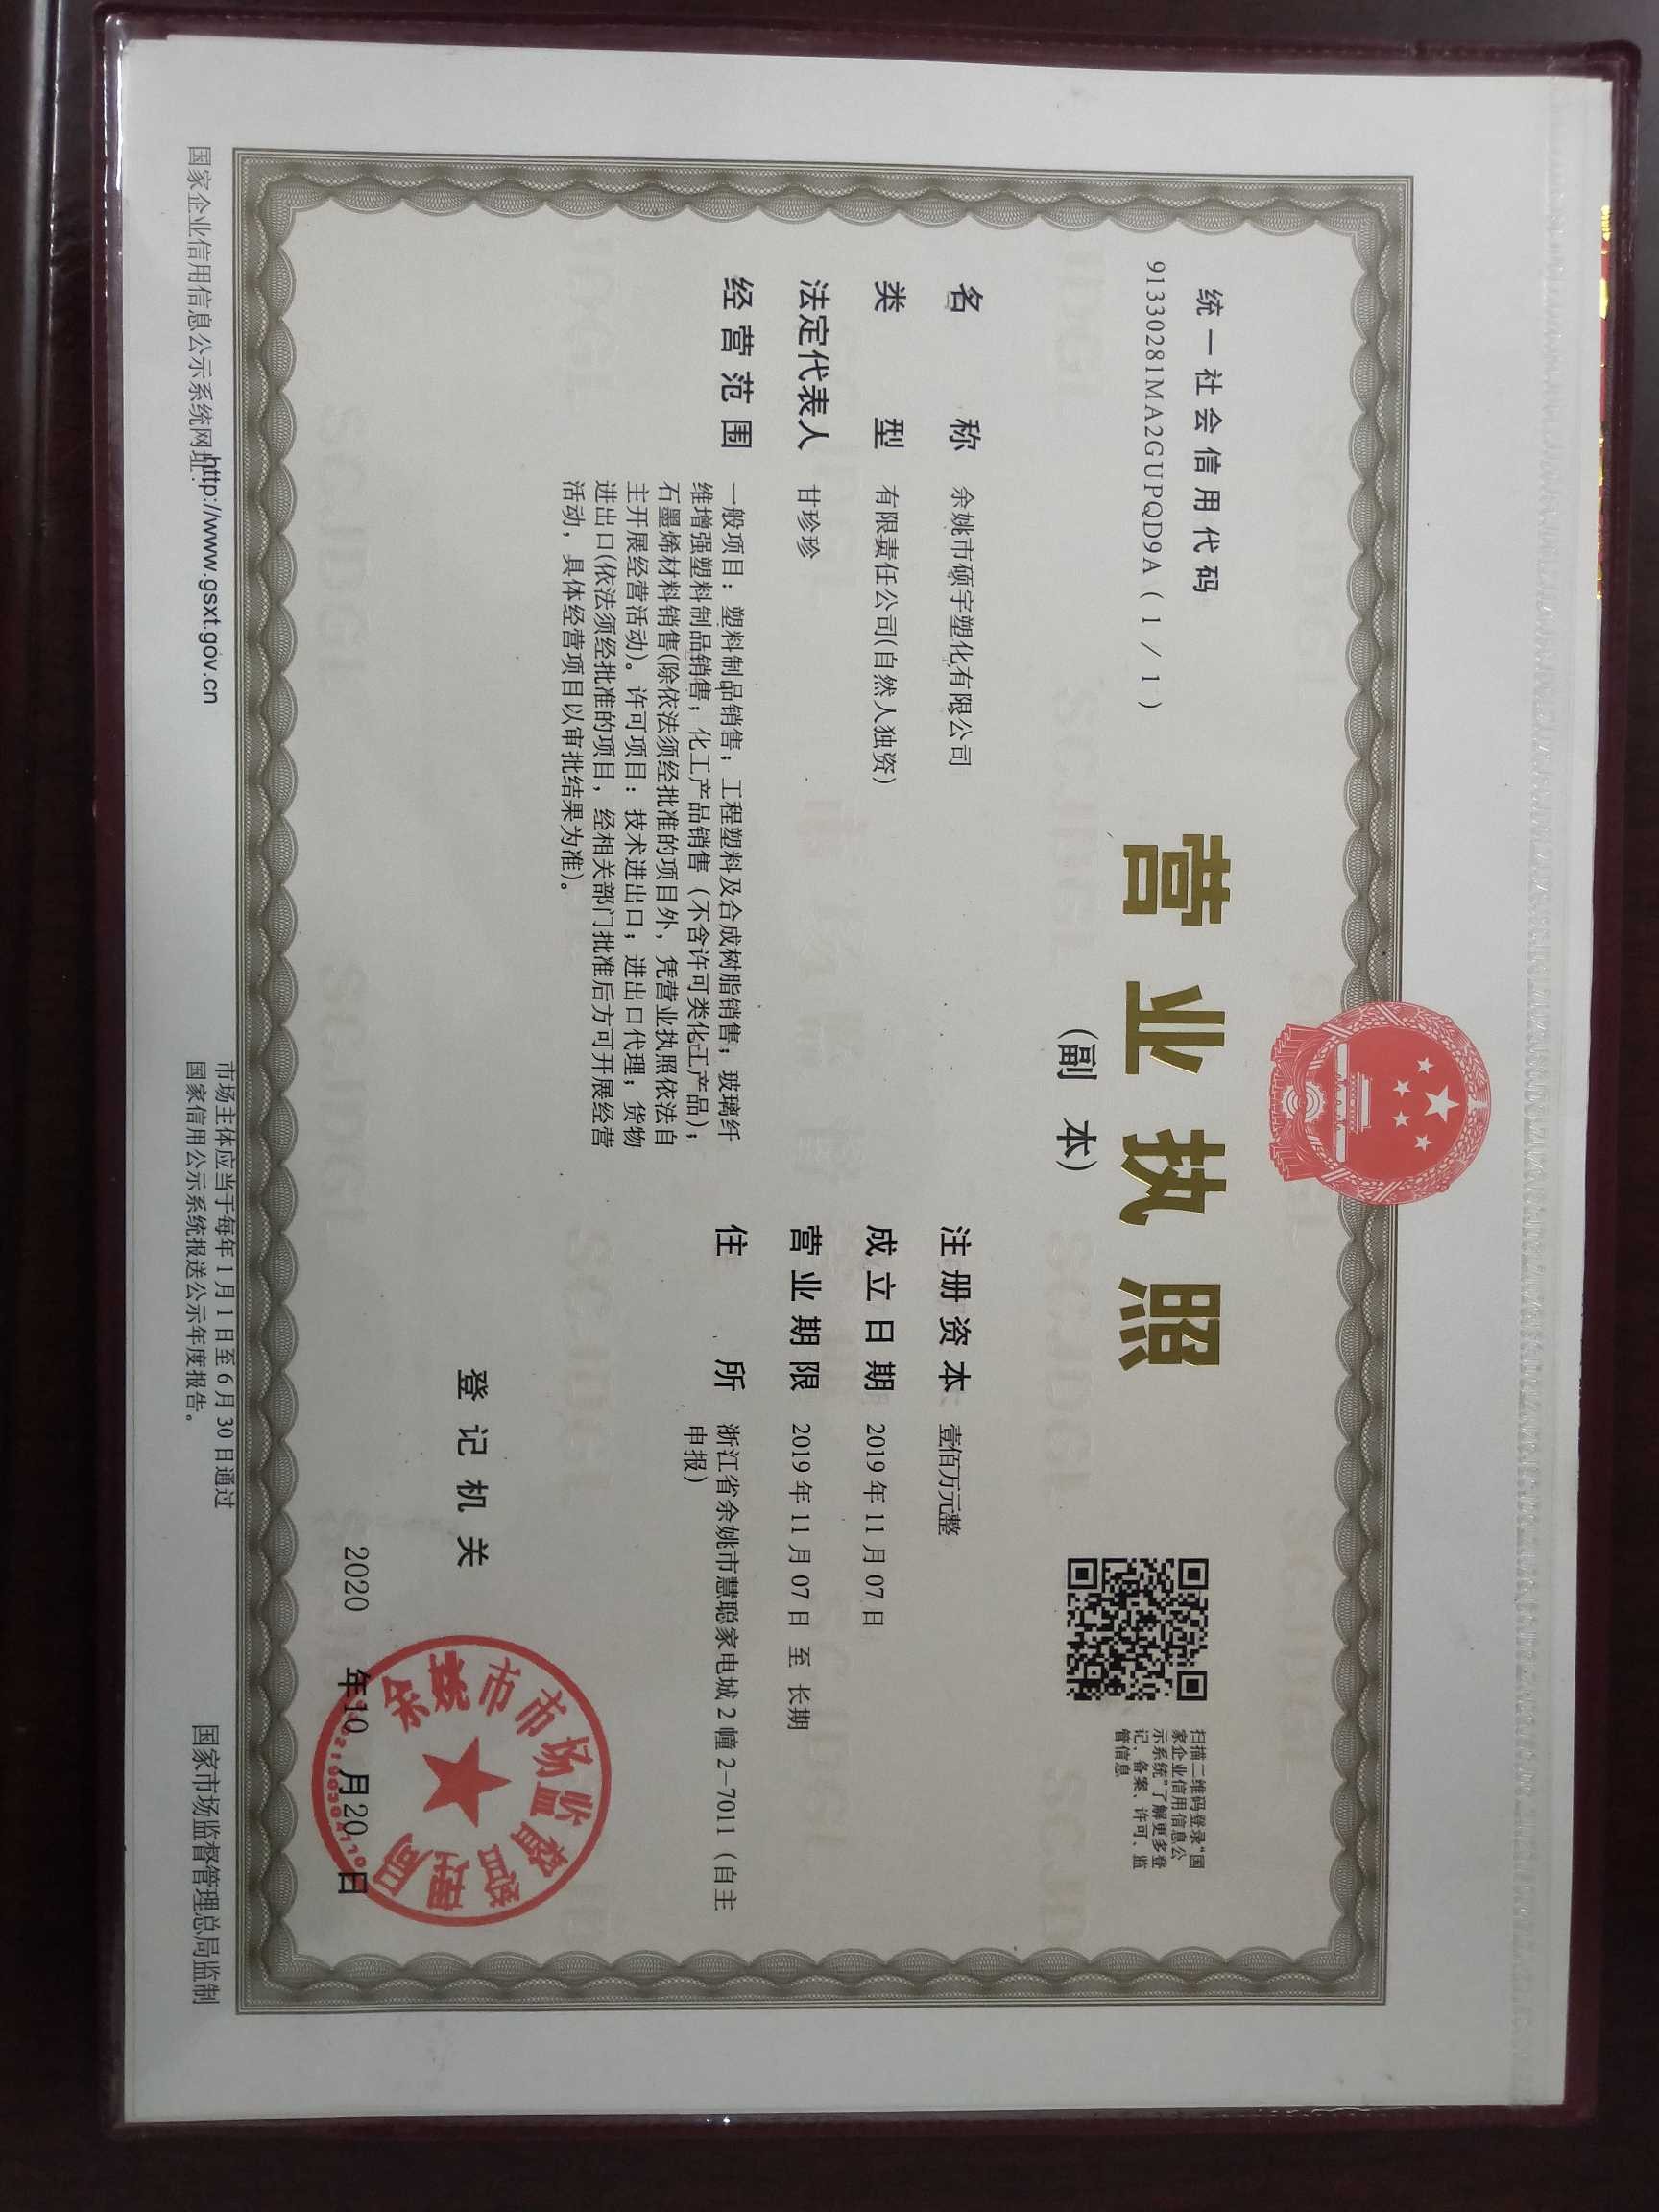 营业执照
(副 本)
统一社会信用代码
91330281MA2GUPQD9A (1/1)
扫描二维码登录“国
家企业信用信息公
示系统”了解更多登
记、备案、许可、监
管信息
名 称 余姚市硕宇塑化有限公司
类 型 有限责任公司(自然人独资)
法定代表人 甘珍珍
经营范围 一般项目：塑料制品销售；工程塑料及合成树脂销售；玻璃纤
维增强塑料制品销售；化工产品销售（不含许可类化工产品）；
石墨烯材料销售(除依法须经批准的项目外，凭营业执照依法自
主开展经营活动)。许可项目：技术进出口；进出口代理；货物
进出口(依法须经批准的项目，经相关部门批准后方可开展经营
活动，具体经营项目以审批结果为准)。
注册资本 壹佰万元整
成立日期 2019年11月07日
营业期限 2019年11月07日 至 长期
住 所 浙江省余姚市慧聪家电城2幢2-7011（自主
申报）
登记机关
余姚市市场监督管理局
2020 年10 月20 日
国家企业信用信息公示系统网址：http://www.gsxt.gov.cn
市场主体应当于每年1月1日至6月30日通过
国家信用公示系统报送公示年度报告。
国家市场监督管理总局监制